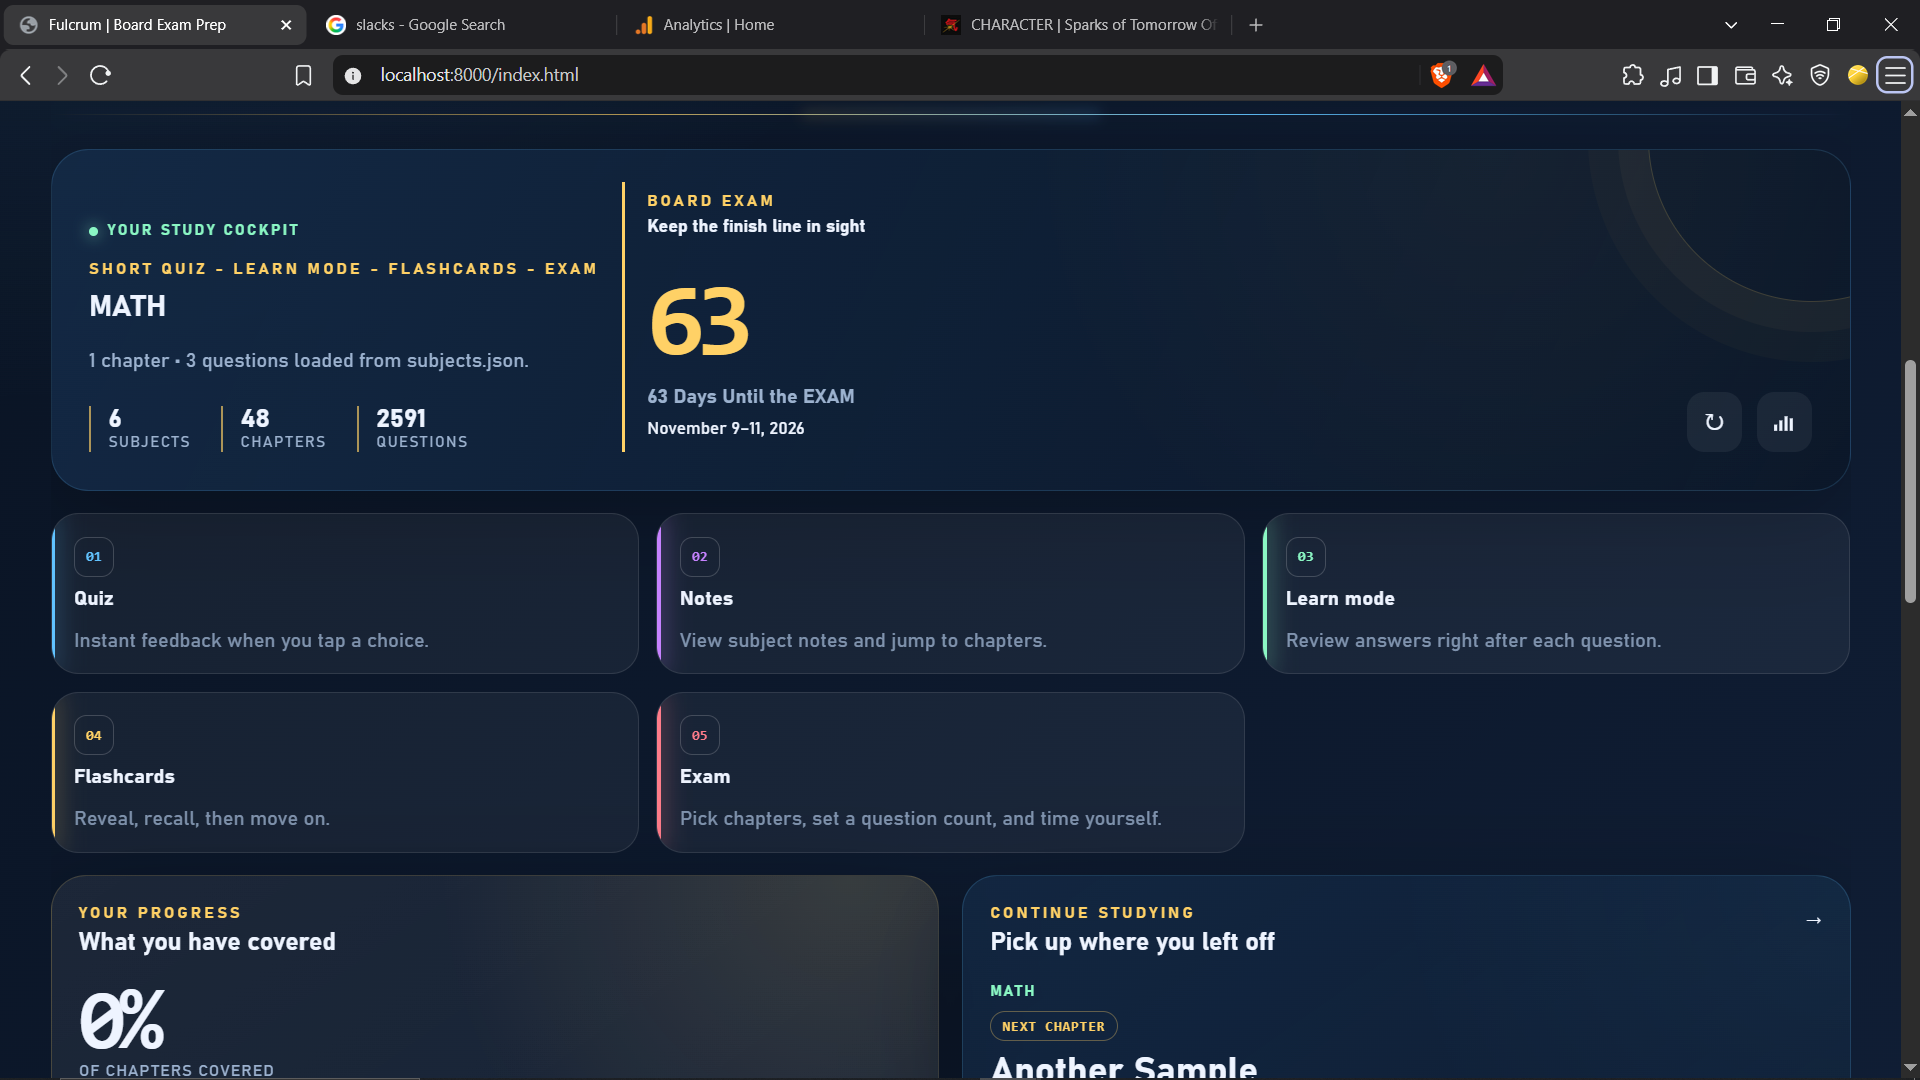 Fulcrum | Board Exam Prep
slacks - Google Search
Analytics | Home
CHARACTER | Sparks of Tomorrow Of
localhost:8000/index.html
1
YOUR STUDY COCKPIT
SHORT QUIZ - LEARN MODE - FLASHCARDS - EXAM
MATH
1 chapter • 3 questions loaded from subjects.json.
6
SUBJECTS
48
CHAPTERS
2591
QUESTIONS
BOARD EXAM
Keep the finish line in sight
63
63 Days Until the EXAM
November 9–11, 2026
01
Quiz
Instant feedback when you tap a choice.
02
Notes
View subject notes and jump to chapters.
03
Learn mode
Review answers right after each question.
04
Flashcards
Reveal, recall, then move on.
05
Exam
Pick chapters, set a question count, and time yourself.
YOUR PROGRESS
What you have covered
0%
OF CHAPTERS COVERED
CONTINUE STUDYING
→
Pick up where you left off
MATH
NEXT CHAPTER
Another Sample